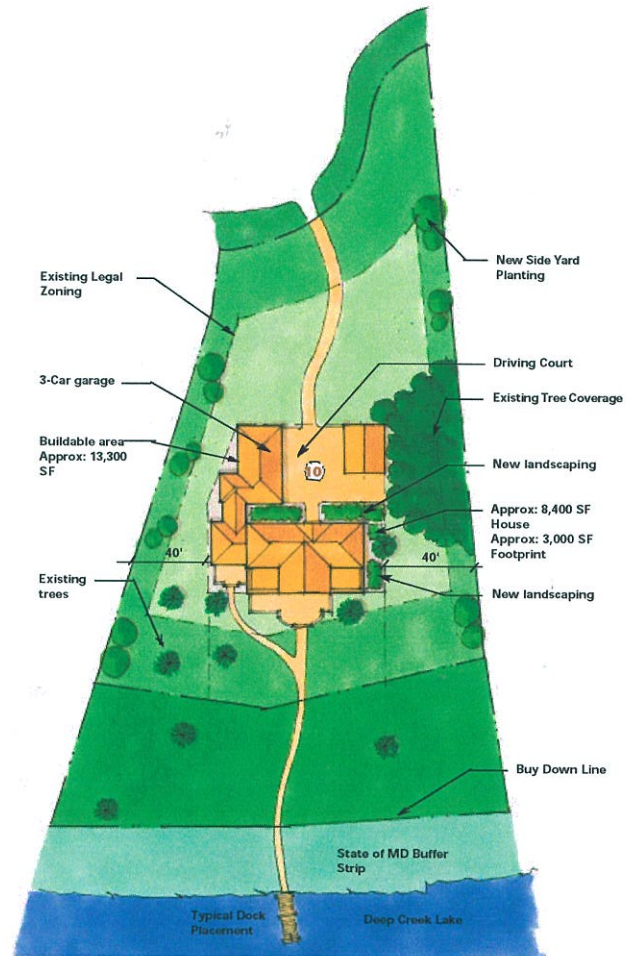 New Side Yard
Planting
Existing Legal
Zoning
Driving Court
3-Car garage
Existing Tree Coverage
Buildable area
Approx: 13,300
SF
New landscaping
10
Approx: 8,400 SF
House
Approx: 3,000 SF
Footprint
40'
40'
Existing
trees
New landscaping
Buy Down Line
State of MD Buffer
Strip
Typical Dock
Placement
Deep Creek Lake